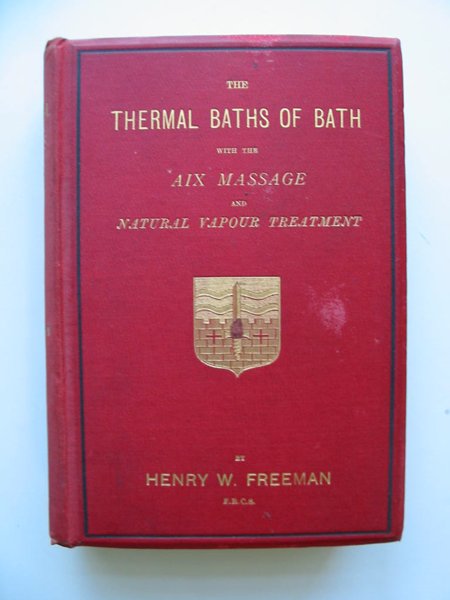 THE
THERMAL BATHS OF BATH
WITH THE
AIX MASSAGE
AND
NATURAL VAPOUR TREATMENT
BY
HENRY W. FREEMAN
F.R.C.S.